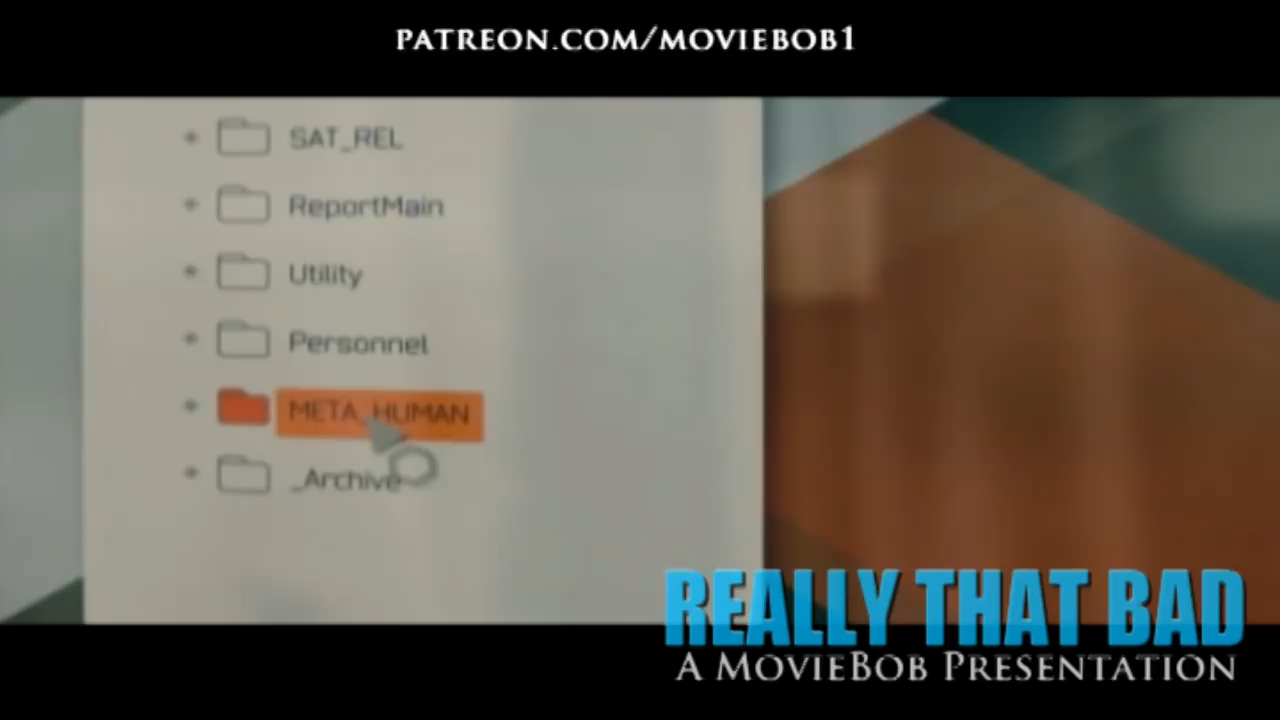 PATREON.COM/MOVIEBOB1
SAT_REL
ReportMain
Utility
Personnel
META_HUMAN
_Archive
REALLY THAT BAD
A MOVIEBOB PRESENTATION